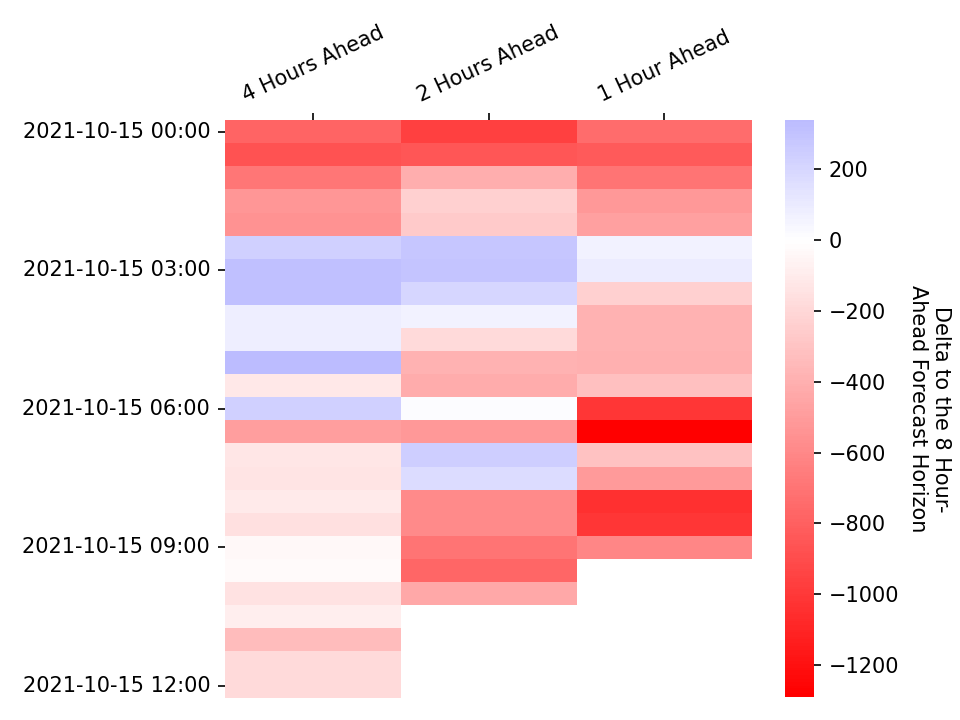 4 Hours Ahead
2 Hours Ahead
1 Hour Ahead
2021-10-15 00:00
2021-10-15 03:00
2021-10-15 06:00
2021-10-15 09:00
2021-10-15 12:00
200
0
−200
−400
−600
−800
−1000
−1200
Delta to the 8 Hour-
Ahead Forecast Horizon